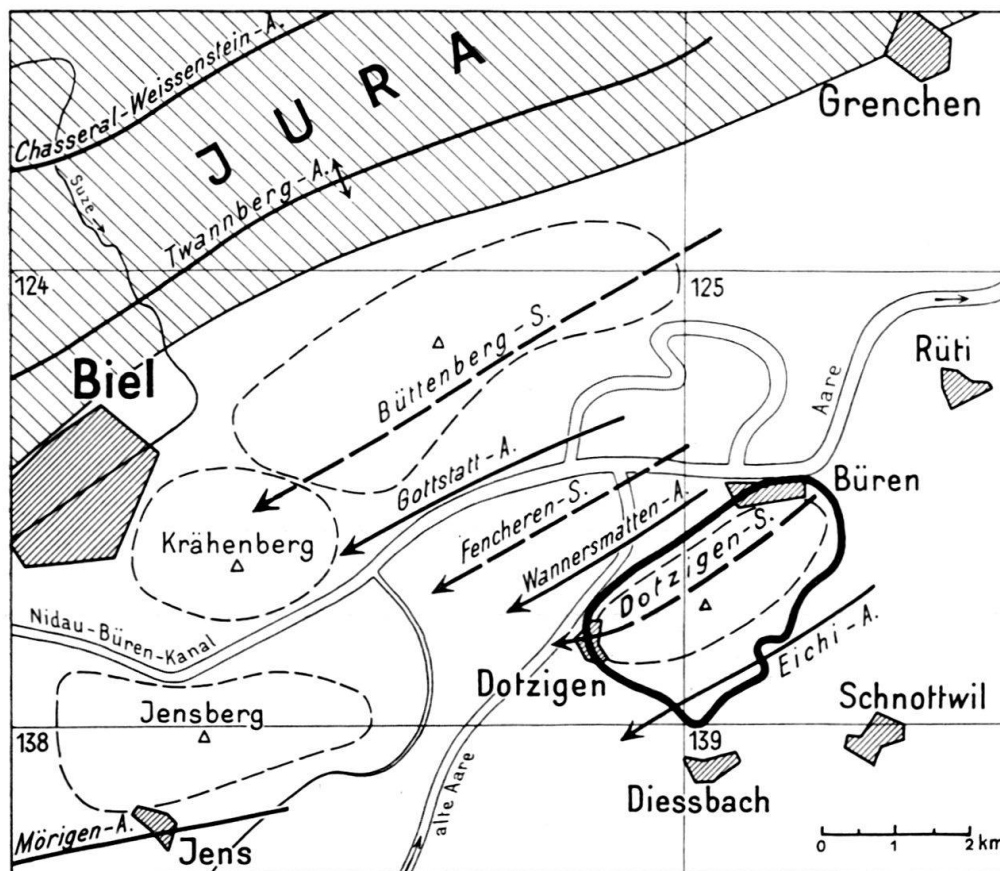 Chasseral-Weissenstein-A.
JURA
Grenchen
Suze
Twannberg-A.
124
125
Büttenberg-S.
Aare
Rüti
Biel
Gottstatt-A.
Büren
Krähenberg
Fencheren-S.
Wannersmatten-A.
Dotzigen-S.
Nidau-Büren-Kanal
Eichi-A.
Dotzigen
Jensberg
Schnottwil
138
139
Diessbach
alte Aare
Mörigen-A.
Jens
0 1 2 km